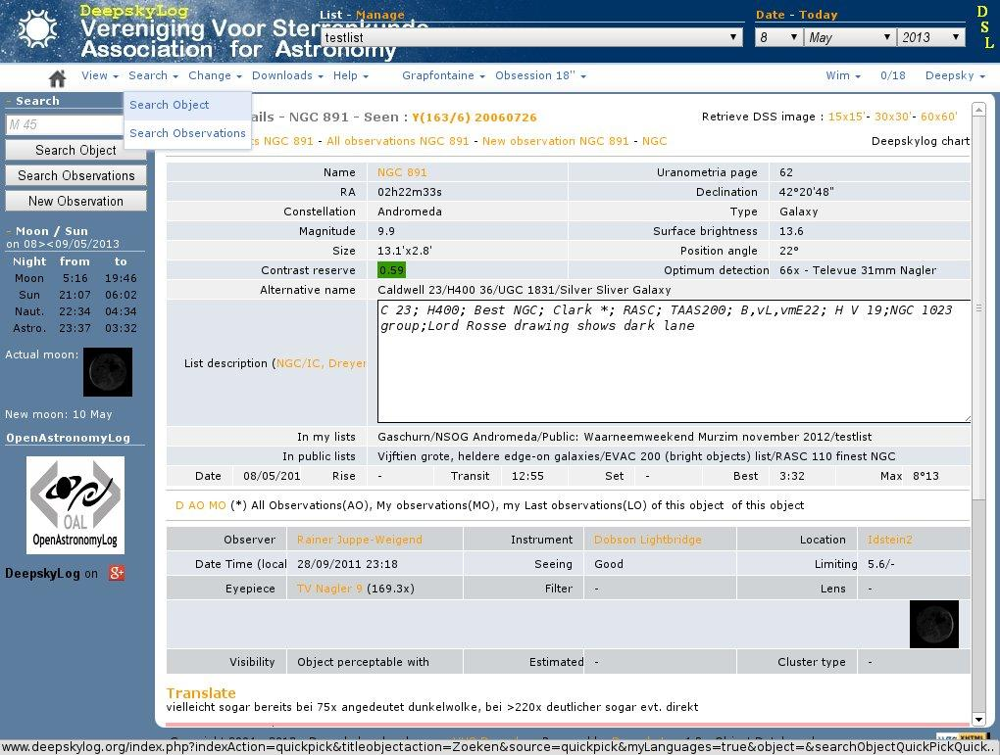 DeepskyLog
Vereniging Voor Sterrenkunde
Association for Astronomy
List - Manage
testlist
Date - Today
8 May 2013
D
S
L
View Search Change Downloads Help Grapfontaine Obsession 18'' Wim 0/18 Deepsky
Search Object
Search Observations
- Search
M 45
Search Object
Search Observations
New Observation
- Moon / Sun
on 08><09/05/2013
Night from to
Moon 5:16 19:46
Sun 21:07 06:02
Naut. 22:34 04:34
Astro. 23:37 03:32
Actual moon:
New moon: 10 May
OpenAstronomyLog
OAL
OpenAstronomyLog
DeepskyLog on g+
ails - NGC 891 - Seen : Y(163/6) 20060726
Retrieve DSS image : 15x15'- 30x30'- 60x60'
ts NGC 891 - All observations NGC 891 - New observation NGC 891 - NGC
Deepskylog chart
Name NGC 891 Uranometria page 62
RA 02h22m33s Declination 42°20'48"
Constellation Andromeda Type Galaxy
Magnitude 9.9 Surface brightness 13.6
Size 13.1'x2.8' Position angle 22°
Contrast reserve 0.59 Optimum detection 66x - Televue 31mm Nagler
Alternative name Caldwell 23/H400 36/UGC 1831/Silver Sliver Galaxy
List description (NGC/IC, Dreyer
C 23; H400; Best NGC; Clark *; RASC; TAAS200; B,vL,vmE22; H V 19;NGC 1023
group;Lord Rosse drawing shows dark lane
In my lists Gaschurn/NSOG Andromeda/Public: Waarneemweekend Murzim november 2012/testlist
In public lists Vijftien grote, heldere edge-on galaxies/EVAC 200 (bright objects) list/RASC 110 finest NGC
Date 08/05/201 Rise - Transit 12:55 Set - Best 3:32 Max 8°13
D AO MO (*) All Observations(AO), My observations(MO), my Last observations(LO) of this object of this object
Observer Rainer Juppe-Weigend Instrument Dobson Lightbridge Location Idstein2
Date Time (local 28/09/2011 23:18 Seeing Good Limiting 5.6/-
Eyepiece TV Nagler 9 (169.3x) Filter - Lens -
Visibility Object perceptable with Estimated - Cluster type -
Translate
vielleicht sogar bereits bei 75x angedeutet dunkelwolke, bei >220x deutlicher sogar evt. direkt
www.deepskylog.org/index.php?indexAction=quickpick&titleobjectaction=Zoeken&source=quickpick&myLanguages=true&object=&searchObjectQuickPickQuick..